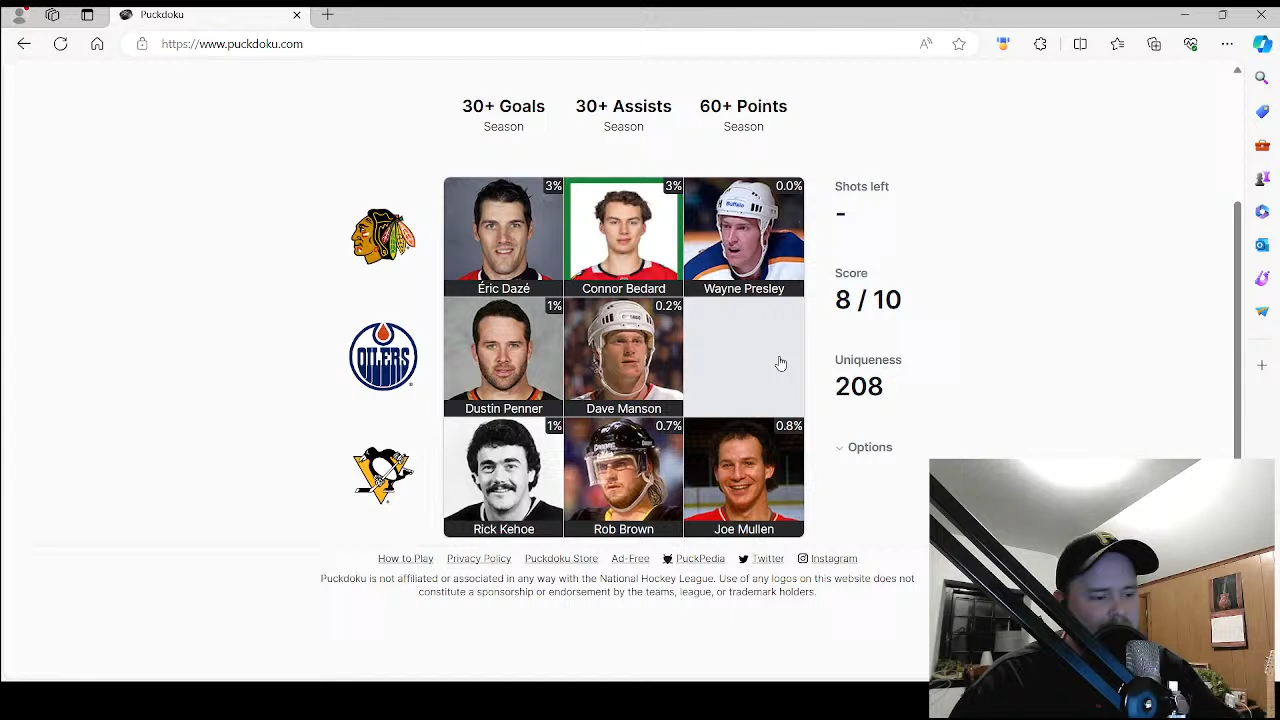 Puckdoku
https://www.puckdoku.com
30+ Goals 30+ Assists 60+ Points
Season Season Season
3% 3% 0.0%
Buffalo
Éric Dazé Connor Bedard Wayne Presley
OILERS
1% 0.2%
Dustin Penner Dave Manson
1% 0.7% 0.8%
Rick Kehoe Rob Brown Joe Mullen
Shots left
-
Score
8 / 10
Uniqueness
208
Options
How to Play Privacy Policy Puckdoku Store Ad-Free PuckPedia Twitter Instagram
Puckdoku is not affiliated or associated in any way with the National Hockey League. Use of any logos on this website does not
constitute a sponsorship or endorsement by the teams, league, or trademark holders.